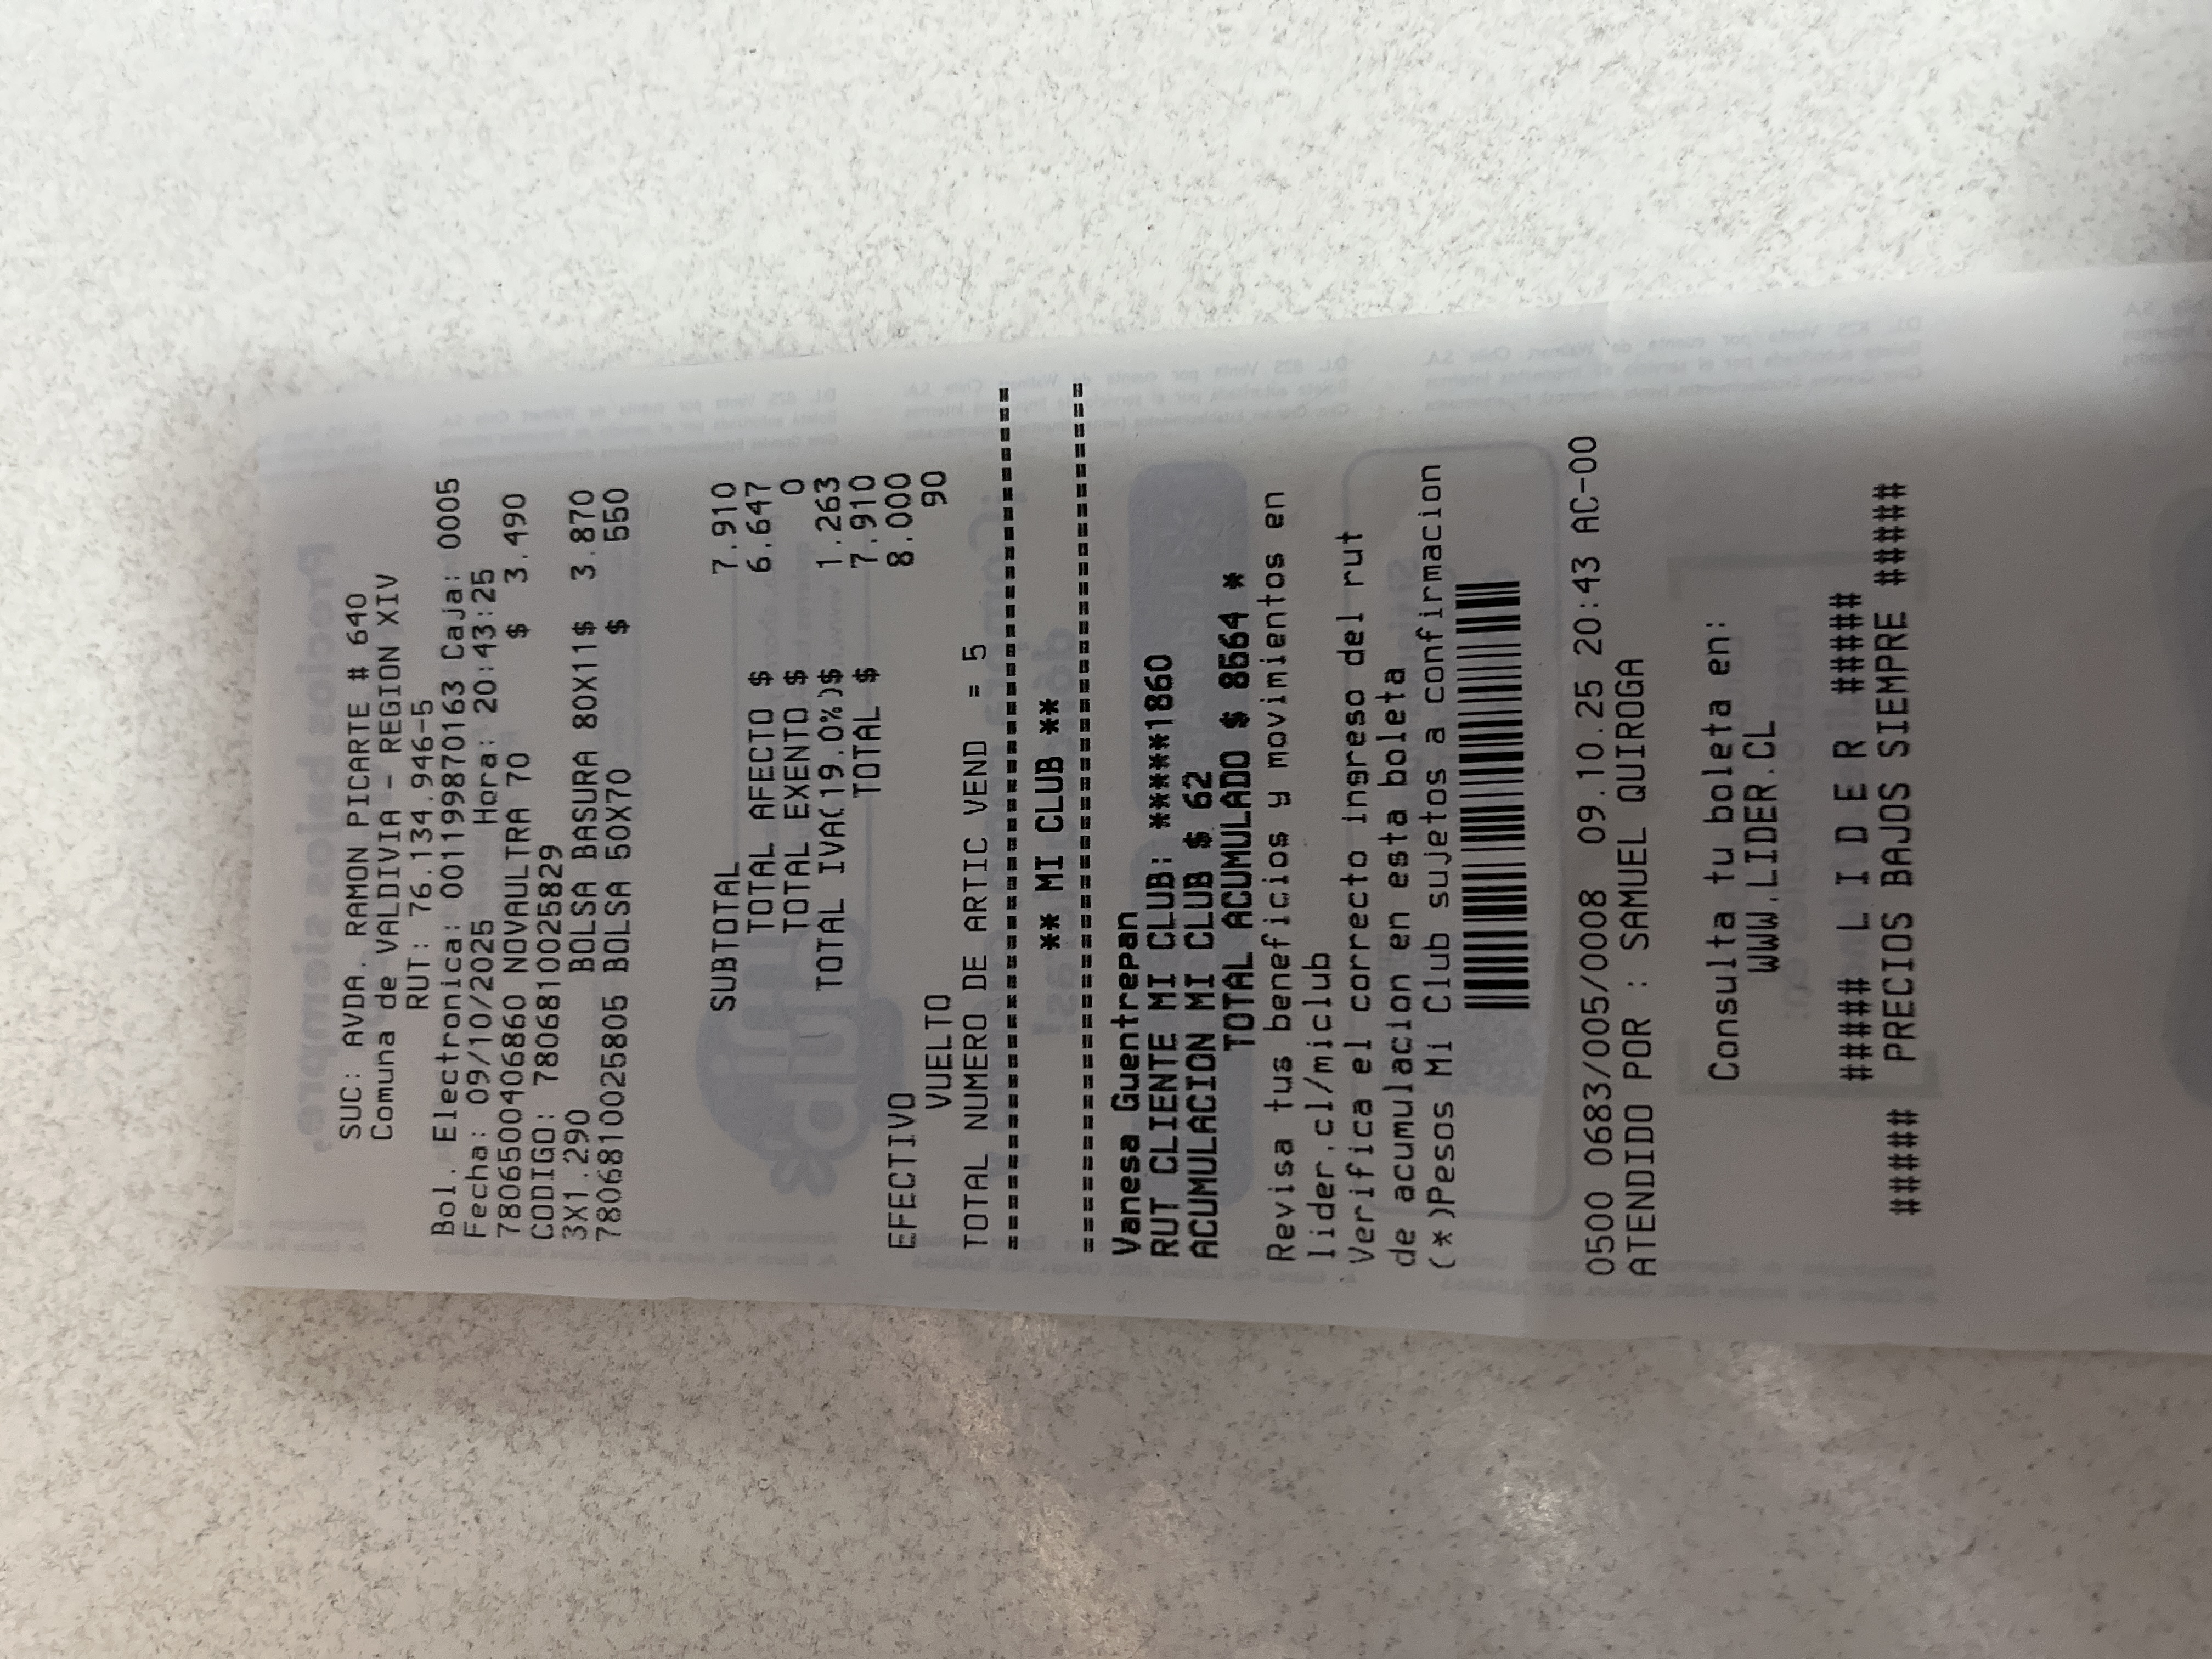 SUC: AVDA. RAMON PICARTE # 640
Comuna de VALDIVIA - REGION XIV
RUT: 76.134.946-5
Bol. Electronica: 001199870163 Caja: 0005
Fecha: 09/10/2025 Hora: 20:43:25
7806500406860 NOVAULTRA 70 $ 3.490
CODIGO: 7806810025829
3X1.290 BOLSA BASURA 80X11$ 3.870
7806810025805 BOLSA 50X70 $ 550
SUBTOTAL 7.910
TOTAL AFECTO $ 6.647
TOTAL EXENTO $ 0
TOTAL IVA(19.0%)$ 1.263
TOTAL $ 7.910
EFECTIVO 8.000
VUELTO 90
TOTAL NUMERO DE ARTIC VEND = 5
==========================================
** MI CLUB **
==========================================
Vanesa Guentrepan
RUT CLIENTE MI CLUB: *****1860
ACUMULACION MI CLUB $ 62
TOTAL ACUMULADO $ 8564 *
Revisa tus beneficios y movimientos en
lider.cl/miclub
Verifica el correcto ingreso del rut
de acumulacion en esta boleta
(*)Pesos Mi Club sujetos a confirmacion
0500 0683/005/0008 09.10.25 20:43 AC-00
ATENDIDO POR : SAMUEL QUIROGA
Consulta tu boleta en:
WWW.LIDER.CL
##### L I D E R #####
##### PRECIOS BAJOS SIEMPRE #####